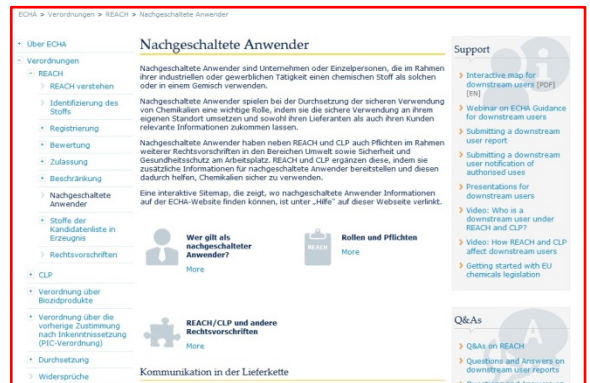 ECHA > Verordnungen > REACH > Nachgeschaltete Anwender
Über ECHA
Verordnungen
REACH
REACH verstehen
Identifizierung des
Stoffs
Registrierung
Bewertung
Zulassung
Beschränkung
Nachgeschaltete
Anwender
Stoffe der
Kandidatenliste in
Erzeugnis
Rechtsvorschriften
CLP
Verordnung über
Biozidprodukte
Verordnung über die
vorherige Zustimmung
nach Inkenntnissetzung
(PIC-Verordnung)
Durchsetzung
Widersprüche
Nachgeschaltete Anwender
Nachgeschaltete Anwender sind Unternehmen oder Einzelpersonen, die im Rahmen
ihrer industriellen oder gewerblichen Tätigkeit einen chemischen Stoff als solchen
oder in einem Gemisch verwenden.
Nachgeschaltete Anwender spielen bei der Durchsetzung der sicheren Verwendung
von Chemikalien eine wichtige Rolle, indem sie die sichere Verwendung an ihrem
eigenen Standort umsetzen und sowohl ihren Lieferanten als auch ihren Kunden
relevante Informationen zukommen lassen.
Nachgeschaltete Anwender haben neben REACH und CLP auch Pflichten im Rahmen
weiterer Rechtsvorschriften in den Bereichen Umwelt sowie Sicherheit und
Gesundheitsschutz am Arbeitsplatz. REACH und CLP ergänzen diese, indem sie
zusätzliche Informationen für nachgeschaltete Anwender bereitstellen und diesen
dadurch helfen, Chemikalien sicher zu verwenden.
Eine interaktive Sitemap, die zeigt, wo nachgeschaltete Anwender Informationen
auf der ECHA-Website finden können, ist unter „Hilfe" auf dieser Webseite verlinkt.
Wer gilt als
nachgeschalteter
Anwender?
More
REACH
Rollen und Pflichten
More
REACH/CLP und andere
Rechtsvorschriften
More
Kommunikation in der Lieferkette
Support
Interactive map for
downstream users [PDF]
[EN]
Webinar on ECHA Guidance
for downstream users
Submitting a downstream
user report
Submitting a downstream
user notification of
authorised uses
Presentations for
downstream users
Video: Who is a
downstream user under
REACH and CLP?
Video: How REACH and CLP
affect downstream users
Getting started with EU
chemicals legislation
Q&As
Q&As on REACH
Questions and Answers on
downstream user reports